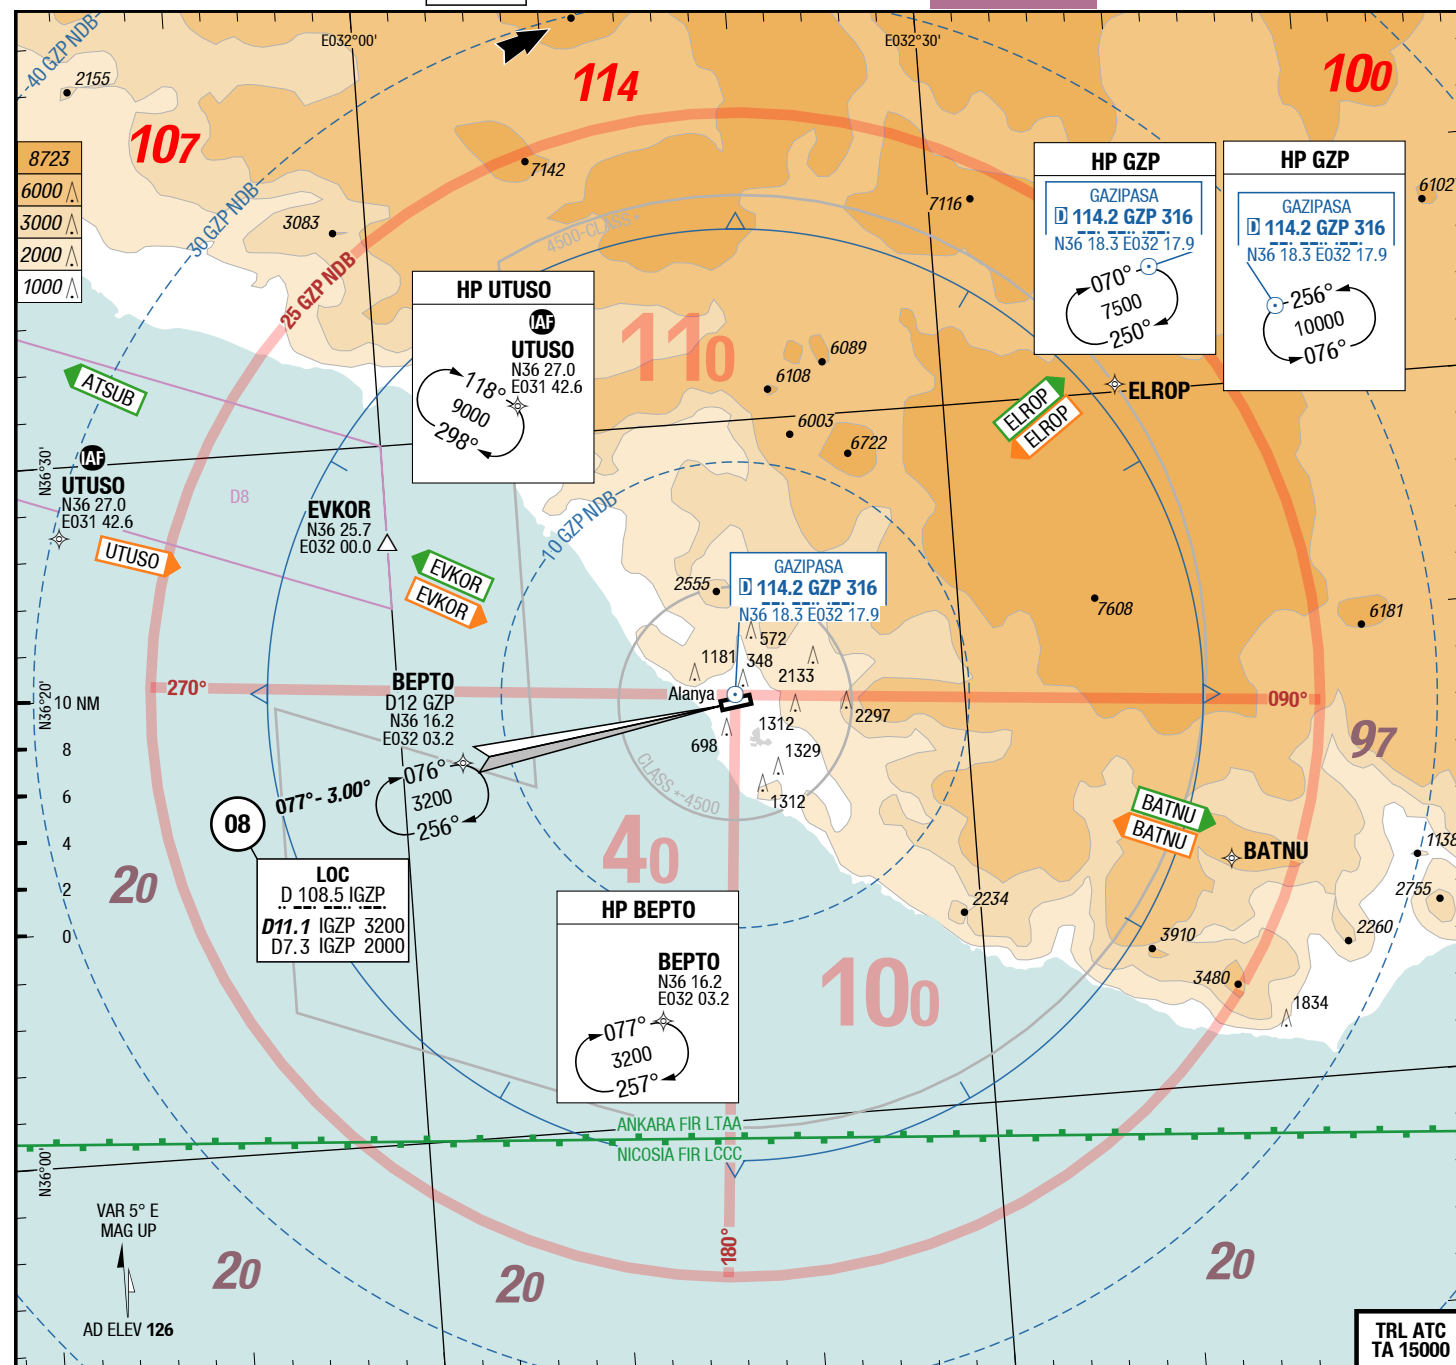 40 GZP NDB
2155
E032°00'
114
E032°30'
100
107
8723
6000
3000
2000
1000
30 GZP NDB
3083
7142
4500-CLASS *
7116
6102
HP GZP
GAZIPASA
D 114.2 GZP 316
N36 18.3 E032 17.9
070°
7500
250°
HP GZP
GAZIPASA
D 114.2 GZP 316
N36 18.3 E032 17.9
256°
10000
076°
25 GZP NDB
HP UTUSO
IAF
UTUSO
N36 27.0
E031 42.6
118°
9000
298°
110
6089
6108
6003
6722
ATSUB
ELROP
ELROP
ELROP
N36°30'
IAF
UTUSO
N36 27.0
E031 42.6
UTUSO
D8
EVKOR
N36 25.7
E032 00.0
EVKOR
EVKOR
10 GZP NDB
2555
GAZIPASA
D 114.2 GZP 316
N36 18.3 E032 17.9
572
1181
348
2133
7608
6181
Alanya
1312
2297
698
1329
1312
270°
090°
N36°20'
10 NM
8
6
4
2
0
BEPTO
D12 GZP
N36 16.2
E032 03.2
077° - 3.00°
076°
3200
256°
08
CLASS *-4500
97
BATNU
BATNU
BATNU
20
40
LOC
D 108.5 IGZP
D11.1 IGZP 3200
D7.3 IGZP 2000
HP BEPTO
BEPTO
N36 16.2
E032 03.2
077°
3200
257°
100
2234
3910
3480
1138
2755
2260
1834
ANKARA FIR LTAA
NICOSIA FIR LCCC
N36°00'
180°
VAR 5° E
MAG UP
AD ELEV 126
20
20
20
TRL ATC
TA 15000